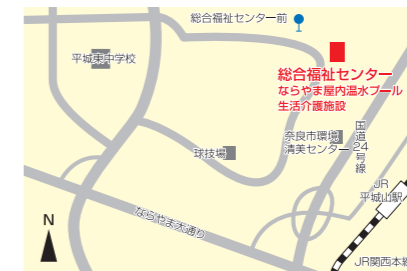 総合福祉センター前
平城東中学校
総合福祉センター
ならやま屋内温水プール
生活介護施設
国道24号線
奈良市環境
清美センター
球技場
JR
平城山駅
ならやま大通り
N
JR関西本線